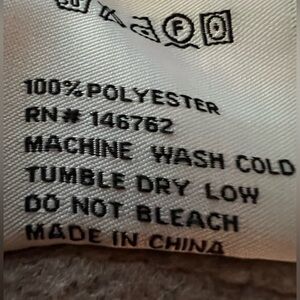 F
100% POLYESTER
RN# 146762
MACHINE WASH COLD
TUMBLE DRY LOW
DO NOT BLEACH
MADE IN CHINA